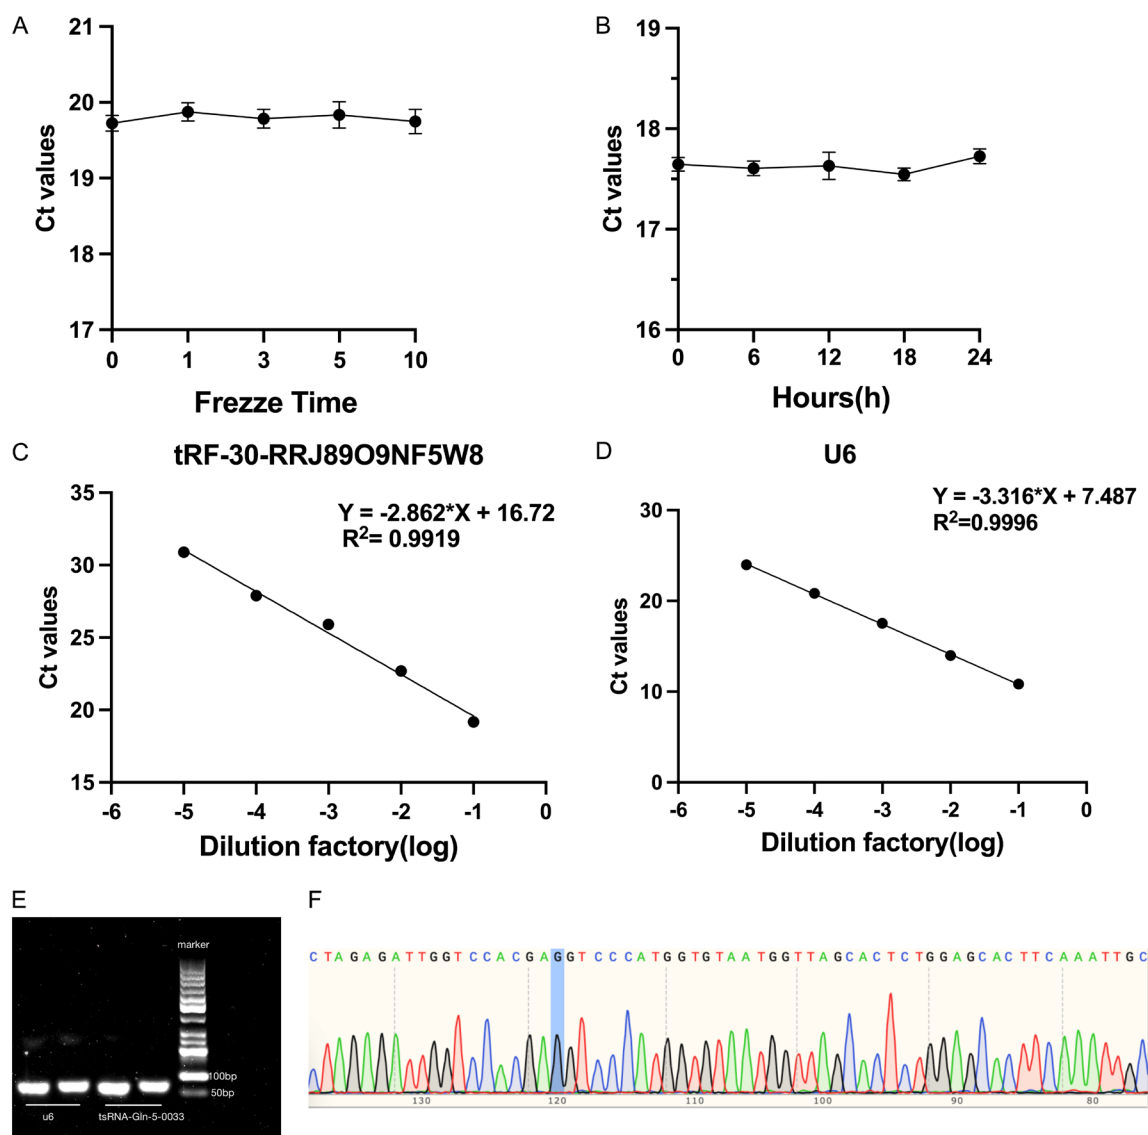 A
21
20
19
18
17
Ct values
0 1 3 5 10
Frezze Time
B
19
18
17
16
Ct values
0 6 12 18 24
Hours(h)
C
tRF-30-RRJ89O9NF5W8
35
30
25
20
15
Ct values
Y = -2.862*X + 16.72
R²= 0.9919
-6 -5 -4 -3 -2 -1 0
Dilution factory(log)
D
U6
30
20
10
0
Ct values
Y = -3.316*X + 7.487
R²=0.9996
-6 -5 -4 -3 -2 -1 0
Dilution factory(log)
E
marker
100bp
50bp
u6
tsRNA-Gln-5-0033
F
C T A G A G A T T G G T C C A C G A G G T C C C A T G G T G T A A T G G T T A G C A C T C T G G A G C A C T T C A A A T T G C
130 120 110 100 90 80